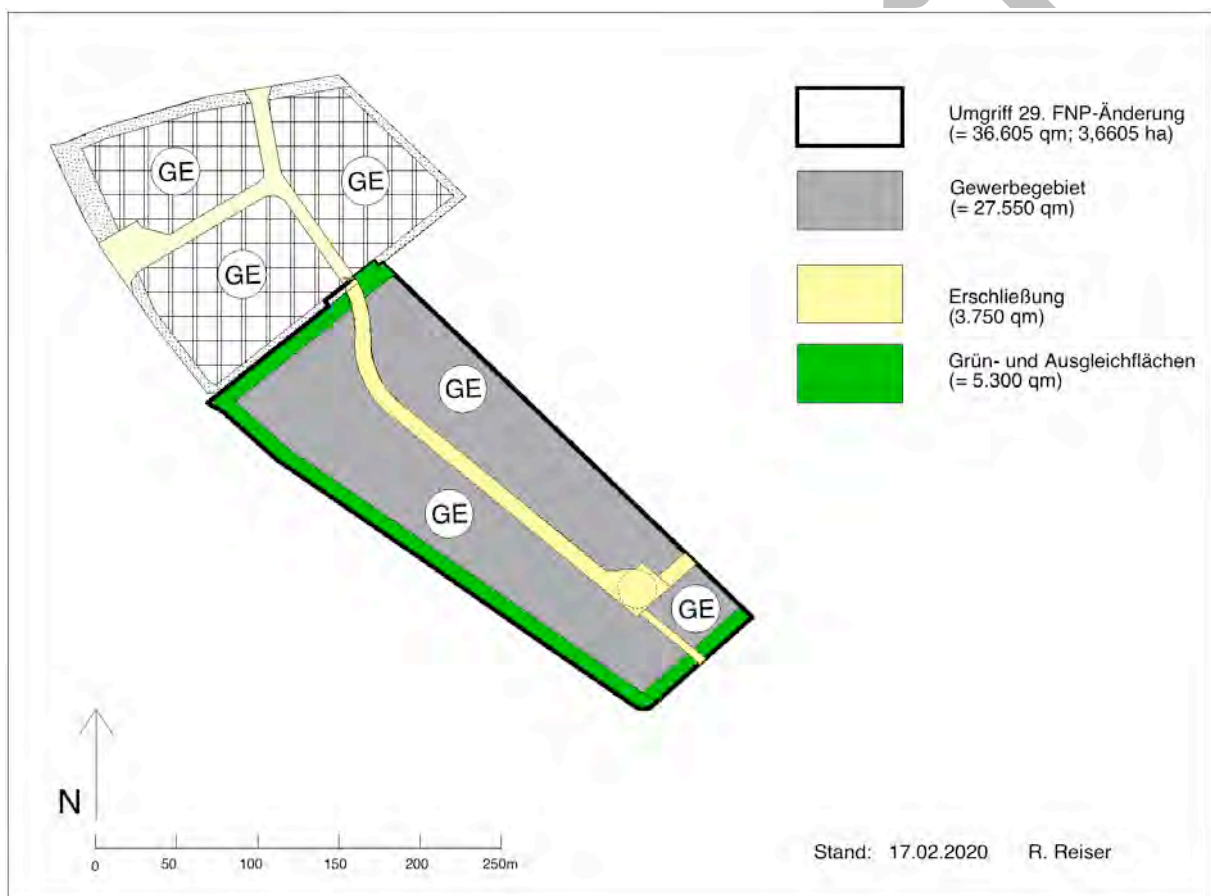 GE
GE
GE
GE
GE
GE
Umgriff 29. FNP-Änderung
(= 36.605 qm; 3,6605 ha)
Gewerbegebiet
(= 27.550 qm)
Erschließung
(3.750 qm)
Grün- und Ausgleichflächen
(= 5.300 qm)
N
0 50 100 150 200 250m
Stand: 17.02.2020 R. Reiser